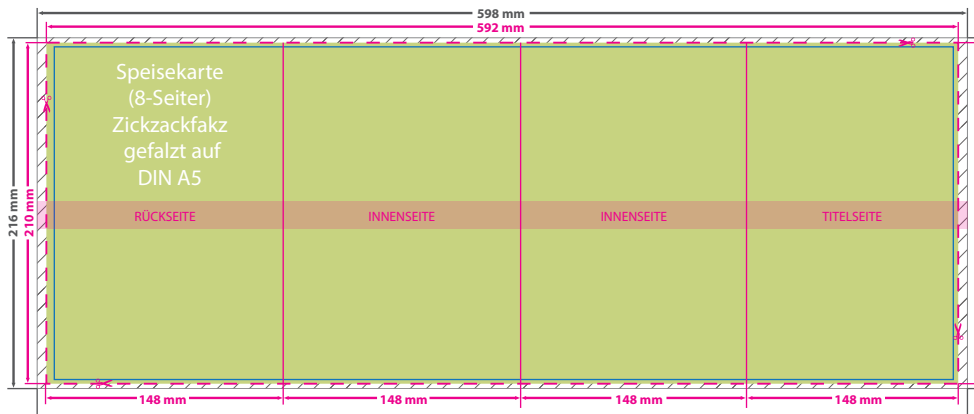 598 mm
592 mm
Speisekarte
(8-Seiter)
Zickzackfakz
gefalzt auf
DIN A5
216 mm
210 mm
RÜCKSEITE
INNENSEITE
INNENSEITE
TITELSEITE
148 mm
148 mm
148 mm
148 mm